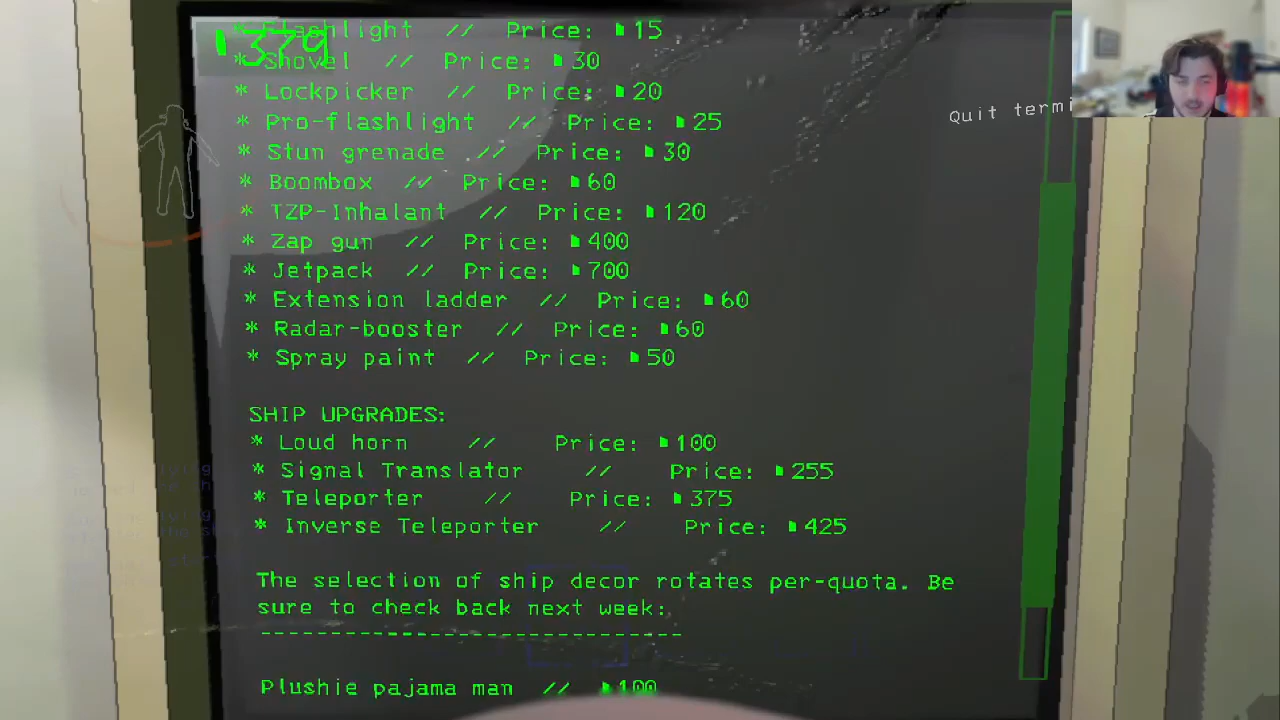 * Flashlight // Price: 15
379
* Shovel // Price: 30
* Lockpicker // Price: 20
* Pro-flashlight // Price: 25
Quit termi
* Stun grenade // Price: 30
* Boombox // Price: 60
* TZP-Inhalant // Price: 120
* Zap gun // Price: 400
* Jetpack // Price: 700
* Extension ladder // Price: 60
* Radar-booster // Price: 60
* Spray paint // Price: 50
SHIP UPGRADES:
* Loud horn // Price: 100
* Signal Translator // Price: 255
* Teleporter // Price: 375
* Inverse Teleporter // Price: 425
The selection of ship decor rotates per-quota. Be
sure to check back next week:
------------------------------
Plushie pajama man // 100